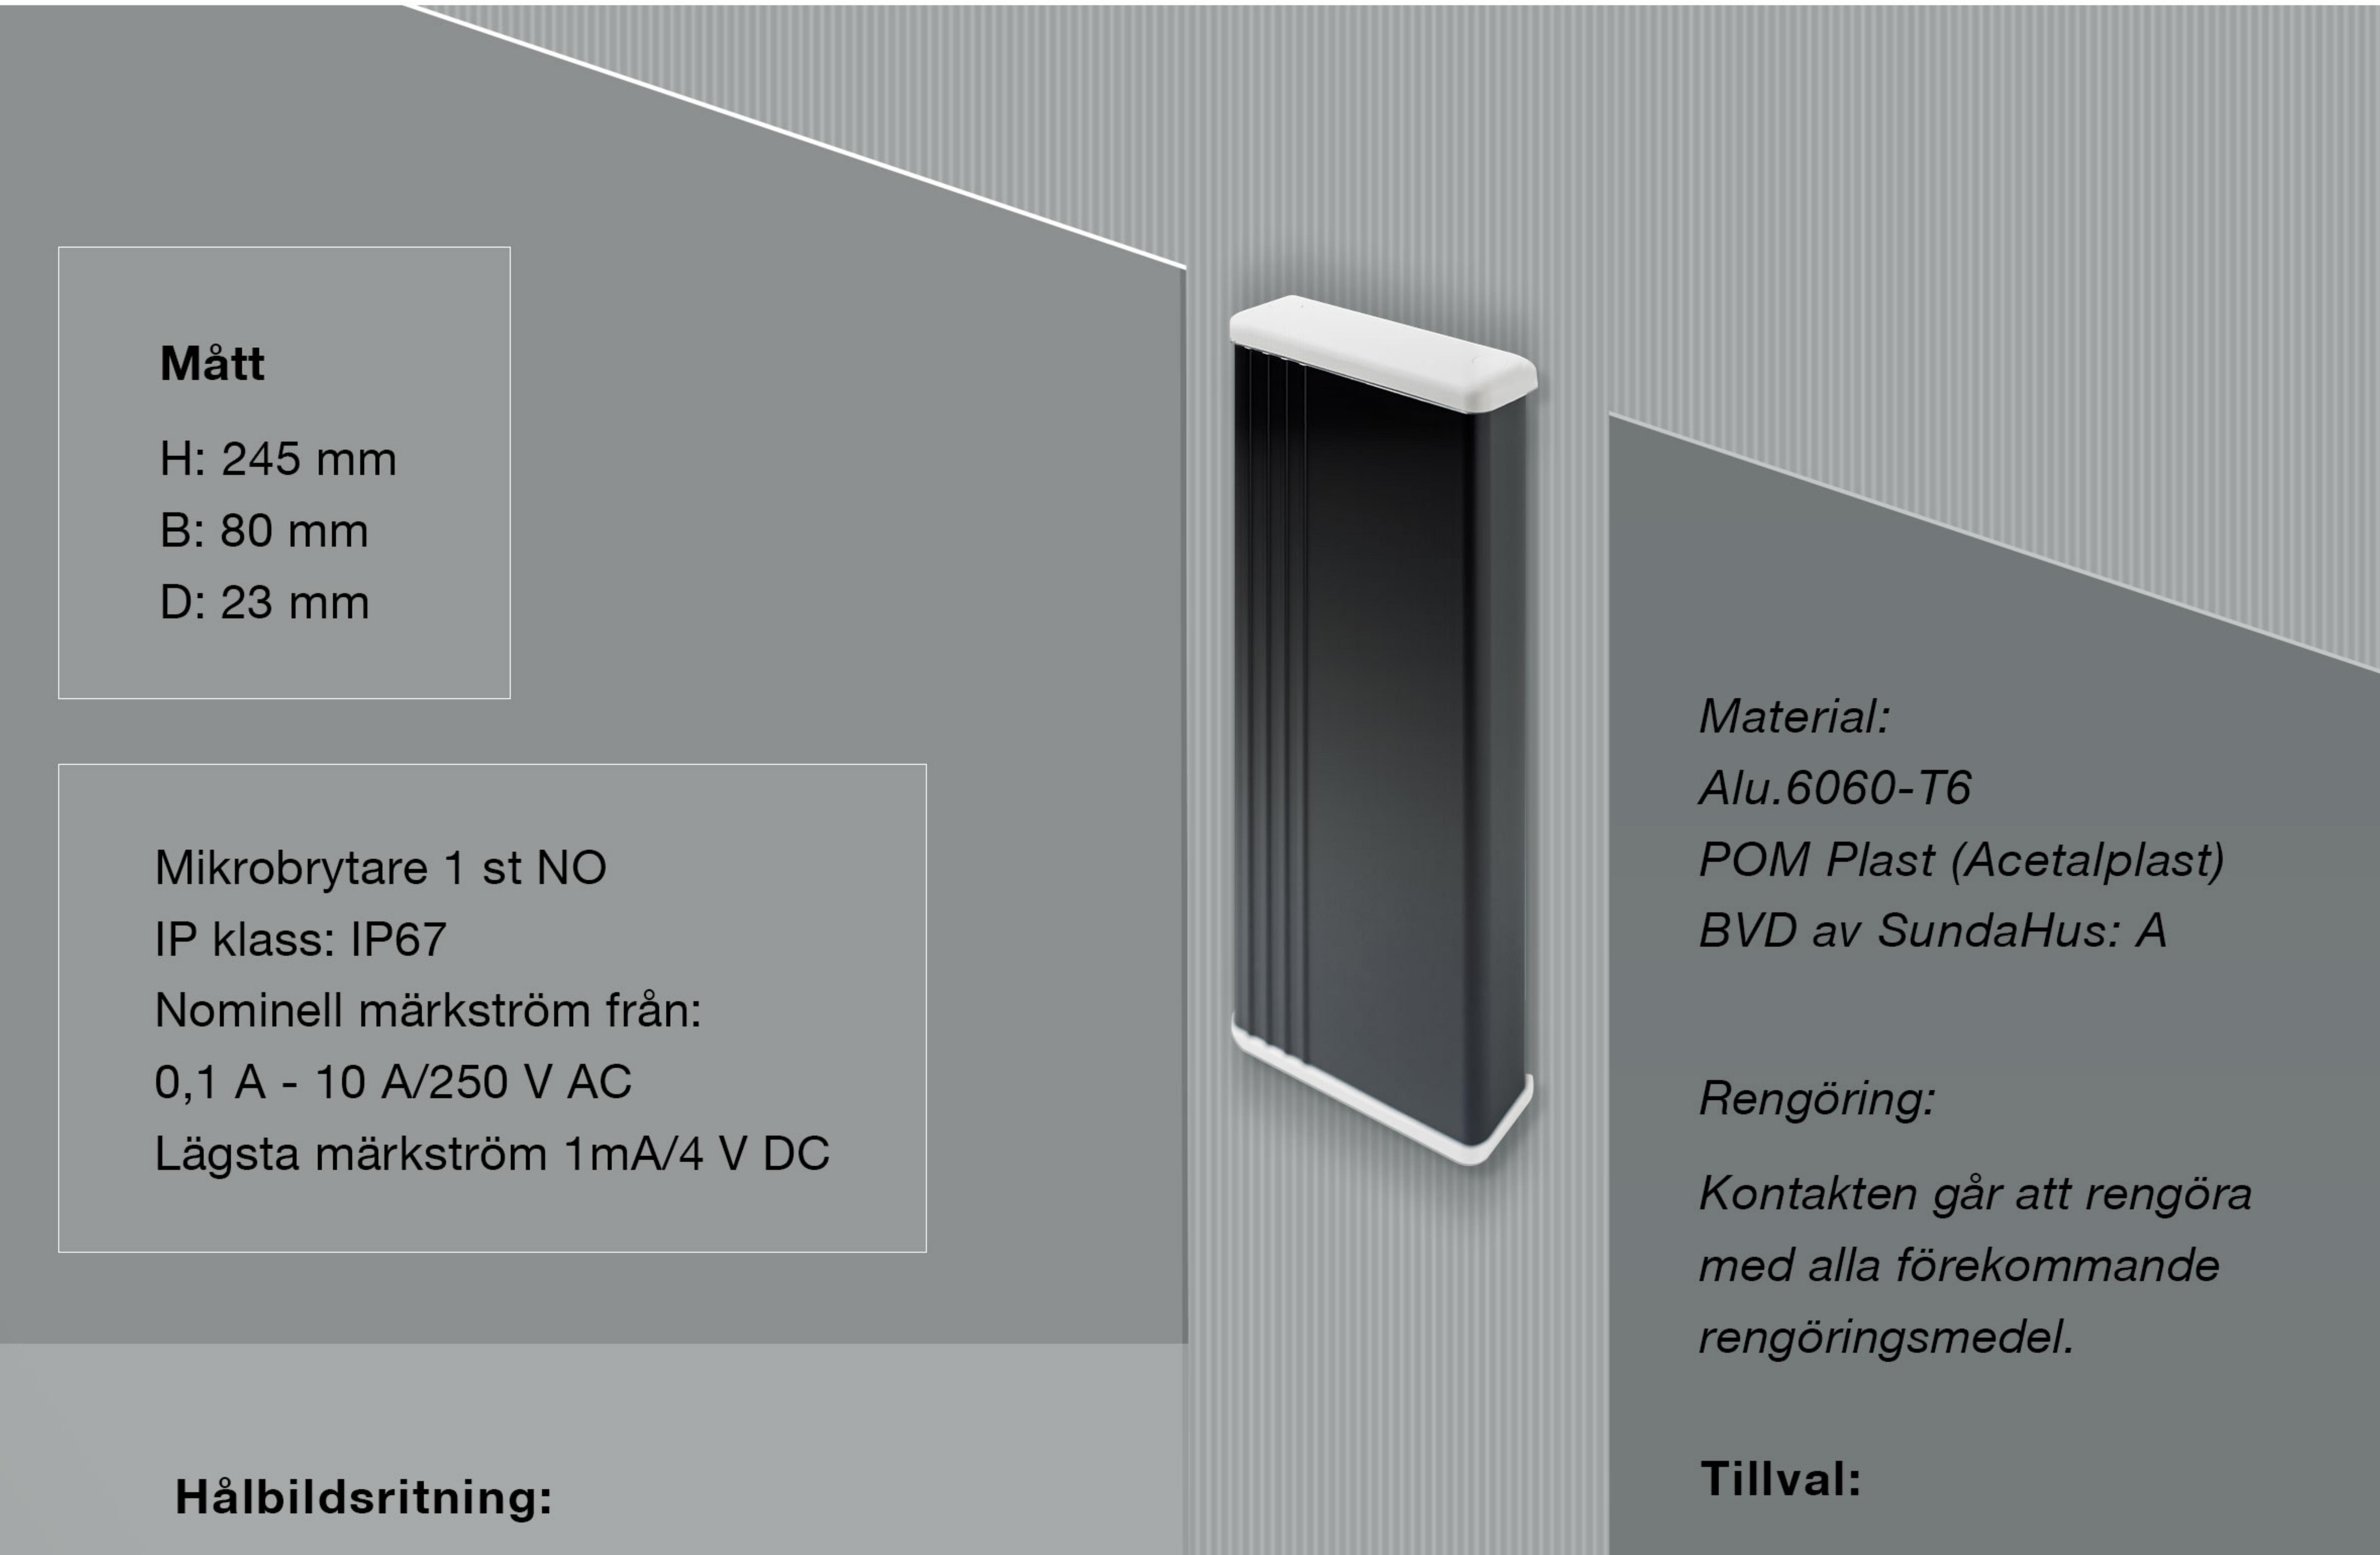 Mått
H: 245 mm
B: 80 mm
D: 23 mm
Mikrobrytare 1 st NO
IP klass: IP67
Nominell märkström från:
0,1 A - 10 A/250 V AC
Lägsta märkström 1mA/4 V DC
Hålbildsritning:
Material:
Alu.6060-T6
POM Plast (Acetalplast)
BVD av SundaHus: A
Rengöring:
Kontakten går att rengöra
med alla förekommande
rengöringsmedel.
Tillval: